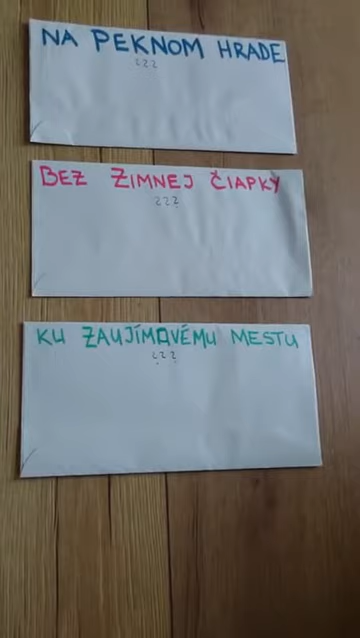 NA PEKNOM HRADE
???
BEZ ZIMNEJ ČIAPKY
???
KU ZAUJÍMAVÉMU MESTU
???